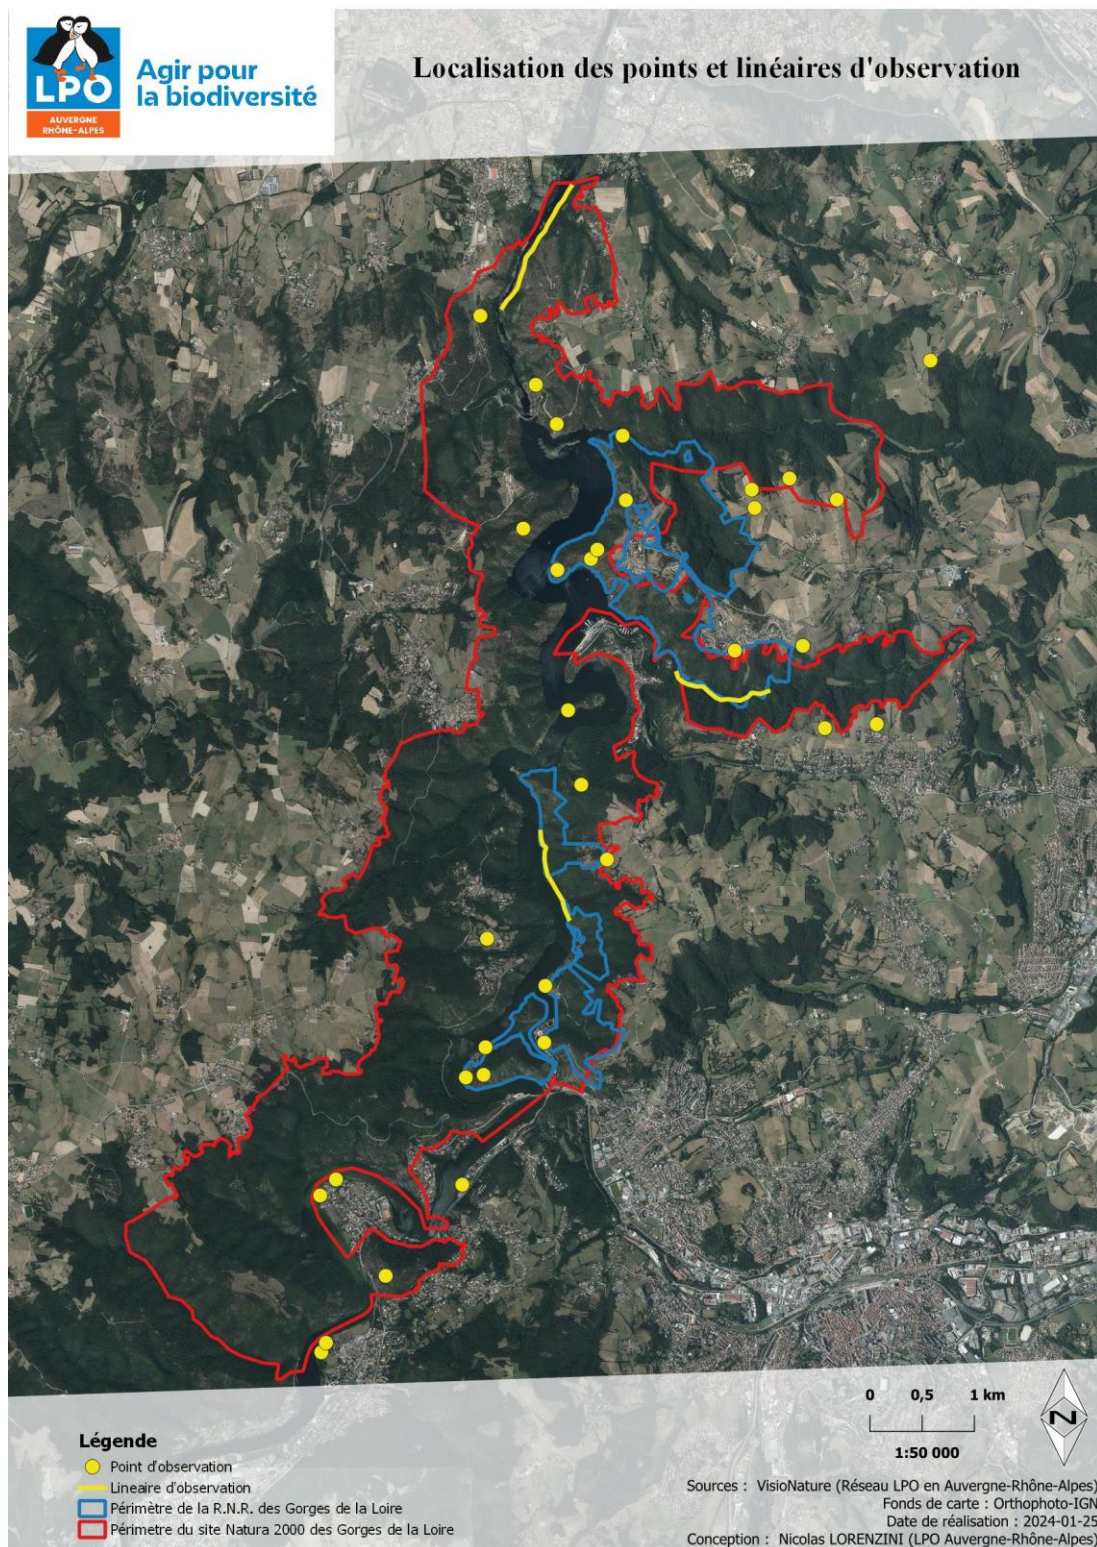 LPO
AUVERGNE
RHÔNE-ALPES
Agir pour
la biodiversité
Localisation des points et linéaires d'observation
Légende
Point d'observation
Lineaire d'observation
Périmètre de la R.N.R. des Gorges de la Loire
Périmetre du site Natura 2000 des Gorges de la Loire
0 0,5 1 km
1:50 000
N
Sources : VisioNature (Réseau LPO en Auvergne-Rhône-Alpes)
Fonds de carte : Orthophoto-IGN
Date de réalisation : 2024-01-25
Conception : Nicolas LORENZINI (LPO Auvergne-Rhône-Alpes)